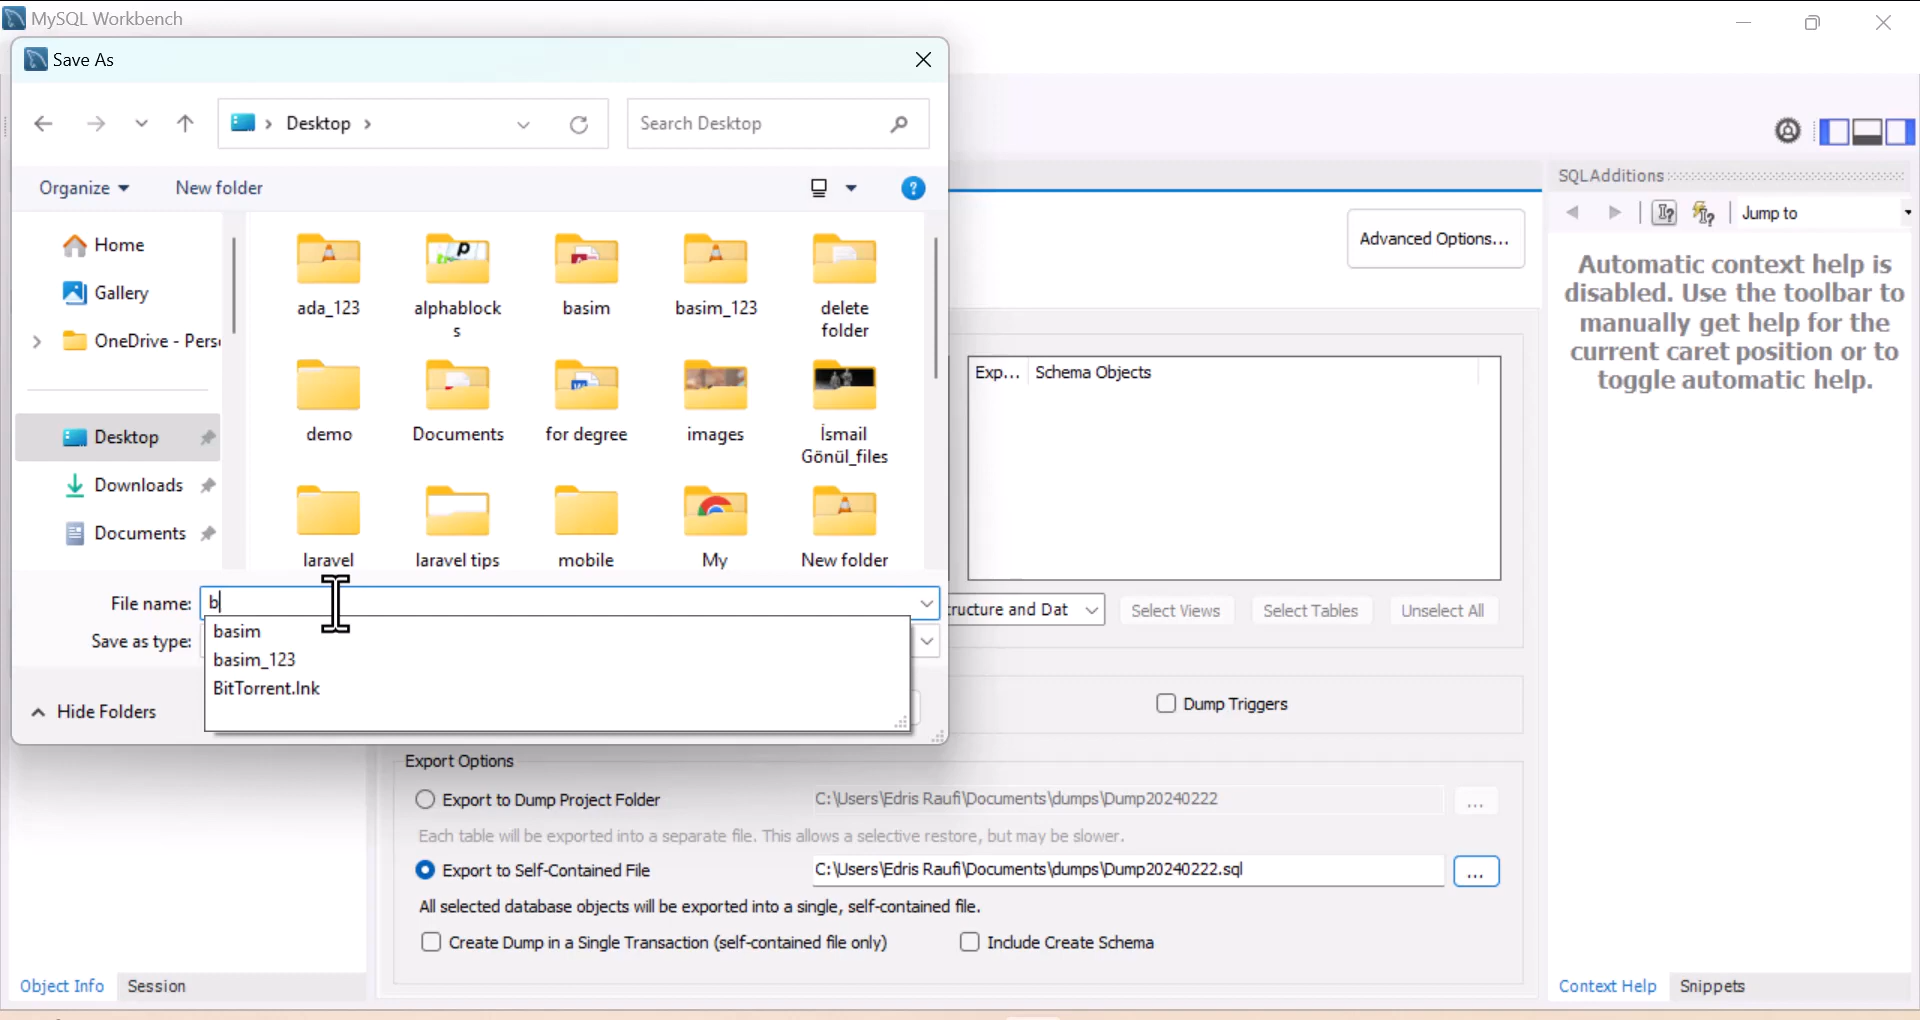 MySQL Workbench
Save As
Desktop
Search Desktop
Organize
New folder
Home
Gallery
OneDrive - Pers
Desktop
Downloads
Documents
ada_123
alphablock
s
basim
basim_123
delete
folder
demo
Documents
for degree
images
İsmail
Gönül_files
laravel
laravel tips
mobile
My
New folder
File name: b
Save as type:
basim
basim_123
BitTorrent.lnk
Hide Folders
Advanced Options...
Exp... Schema Objects
ructure and Dat
Select Views
Select Tables
Unselect All
Dump Triggers
Export Options
Export to Dump Project Folder
C:\Users\Edris Raufi\Documents\dumps\Dump20240222
...
Each table will be exported into a separate file. This allows a selective restore, but may be slower.
Export to Self-Contained File
C:\Users\Edris Raufi\Documents\dumps\Dump20240222.sql
...
All selected database objects will be exported into a single, self-contained file.
Create Dump in a Single Transaction (self-contained file only)
Include Create Schema
Object Info
Session
SQLAdditions
Jump to
Automatic context help is
disabled. Use the toolbar to
manually get help for the
current caret position or to
toggle automatic help.
Context Help
Snippets